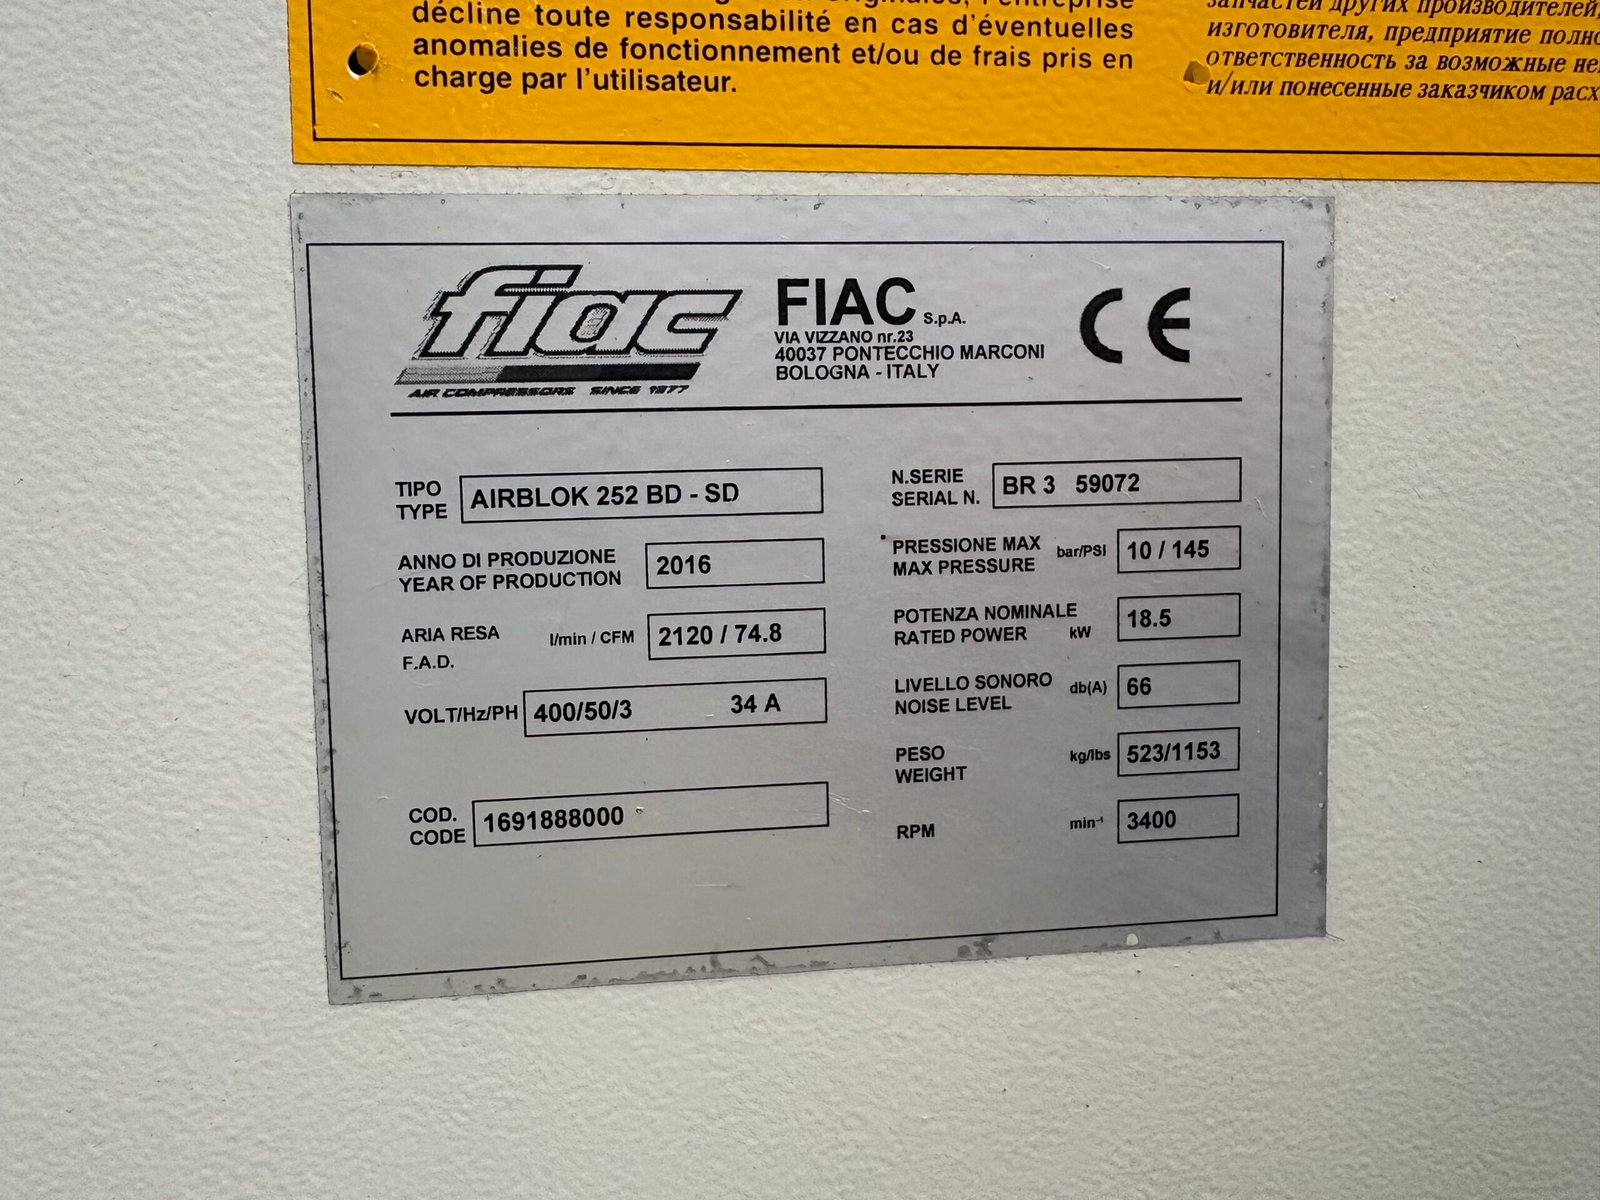 décline toute responsabilité en cas d'éventuelles
anomalies de fonctionnement et/ou de frais pris en
charge par l'utilisateur.
запчастей других производителей,
изготовителя, предприятие
ответственность за возможные
и/или понесенные заказчиком
fiac
AIR COMPRESSORS SINCE 1977
FIAC S.p.A.
VIA VIZZANO nr.23
40037 PONTECCHIO MARCONI
BOLOGNA - ITALY
CE
TIPO
TYPE
AIRBLOK 252 BD - SD
ANNO DI PRODUZIONE
YEAR OF PRODUCTION
2016
ARIA RESA
F.A.D.
l/min / CFM
2120 / 74.8
VOLT/Hz/PH
400/50/3 34 A
COD.
CODE
1691888000
N.SERIE
SERIAL N.
BR 3 59072
PRESSIONE MAX
MAX PRESSURE
bar/PSI
10 / 145
POTENZA NOMINALE
RATED POWER
kW
18.5
LIVELLO SONORO
NOISE LEVEL
db(A)
66
PESO
WEIGHT
kg/lbs
523/1153
RPM
min⁻¹
3400